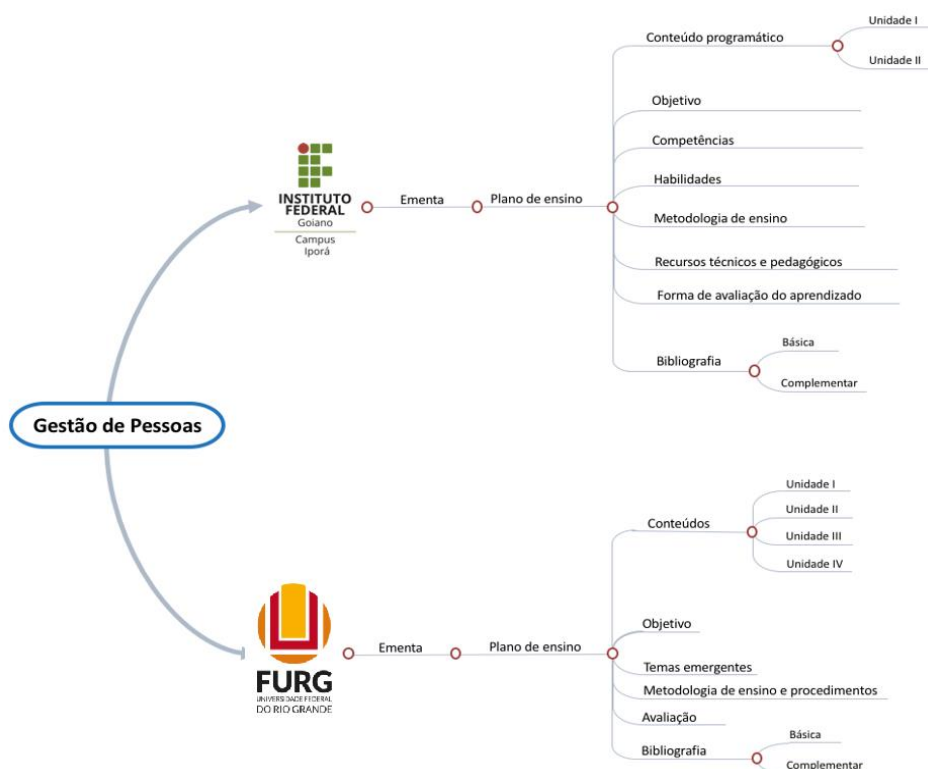 Gestão de Pessoas
INSTITUTO
FEDERAL
Goiano
Campus
Iporá
Ementa
Plano de ensino
Conteúdo programático
Unidade I
Unidade II
Objetivo
Competências
Habilidades
Metodologia de ensino
Recursos técnicos e pedagógicos
Forma de avaliação do aprendizado
Bibliografia
Básica
Complementar
FURG
UNIVERSIDADE FEDERAL
DO RIO GRANDE
Ementa
Plano de ensino
Conteúdos
Unidade I
Unidade II
Unidade III
Unidade IV
Objetivo
Temas emergentes
Metodologia de ensino e procedimentos
Avaliação
Bibliografia
Básica
Complementar